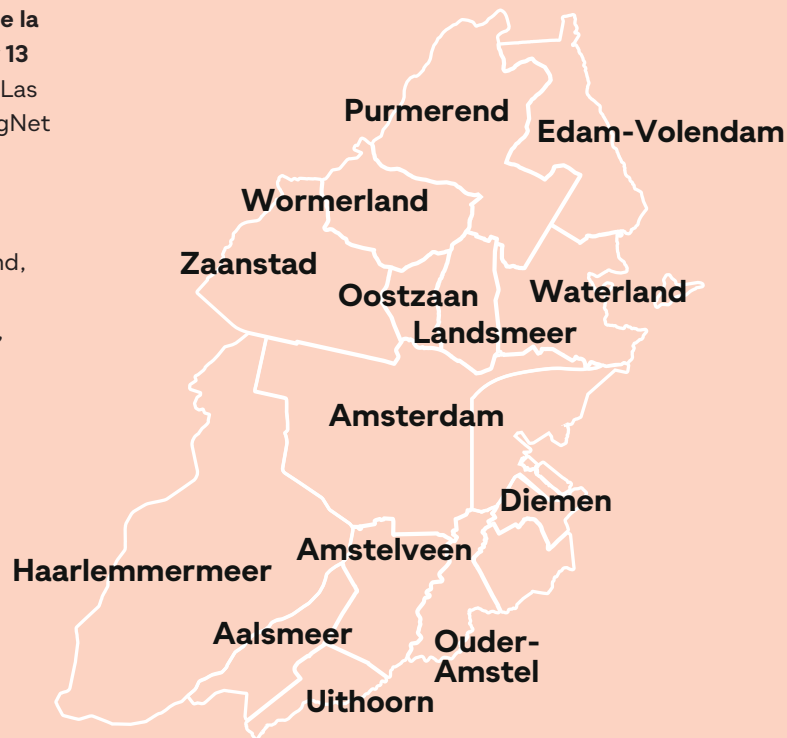 e la
13
Las
gNet
nd,
,
Purmerend
Edam-Volendam
Wormerland
Zaanstad
Oostzaan
Waterland
Landsmeer
Amsterdam
Diemen
Amstelveen
Haarlemmermeer
Aalsmeer
Ouder-
Amstel
Uithoorn